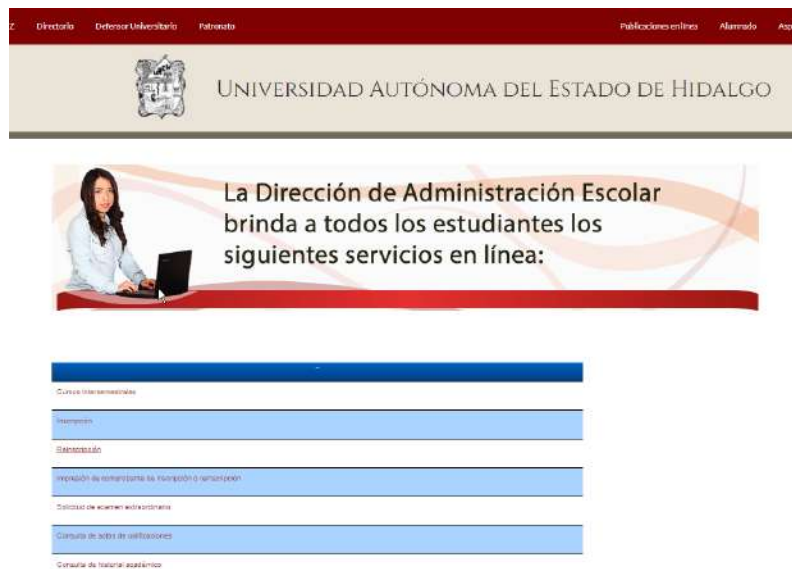 Z Directorio Defensor Universitario Patronato Publicaciones en línea Alumnado
Universidad Autónoma del Estado de Hidalgo
La Dirección de Administración Escolar
brinda a todos los estudiantes los
siguientes servicios en línea:
Cursos intersemestrales
Inscripción
Reinscripción
Impresión de comprobante de inscripción o reinscripción
Solicitud de examen extraordinario
Consulta de actas de calificaciones
Consulta de historial académico